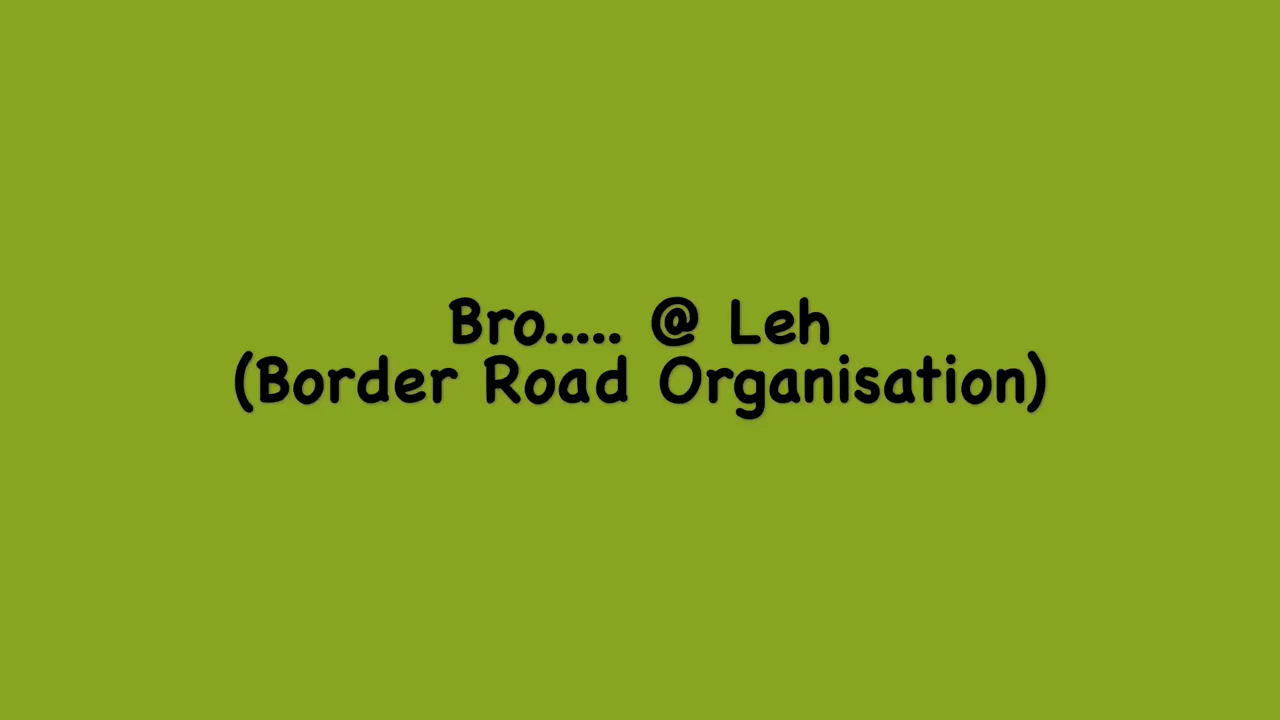 Bro..... @ Leh
(Border Road Organisation)